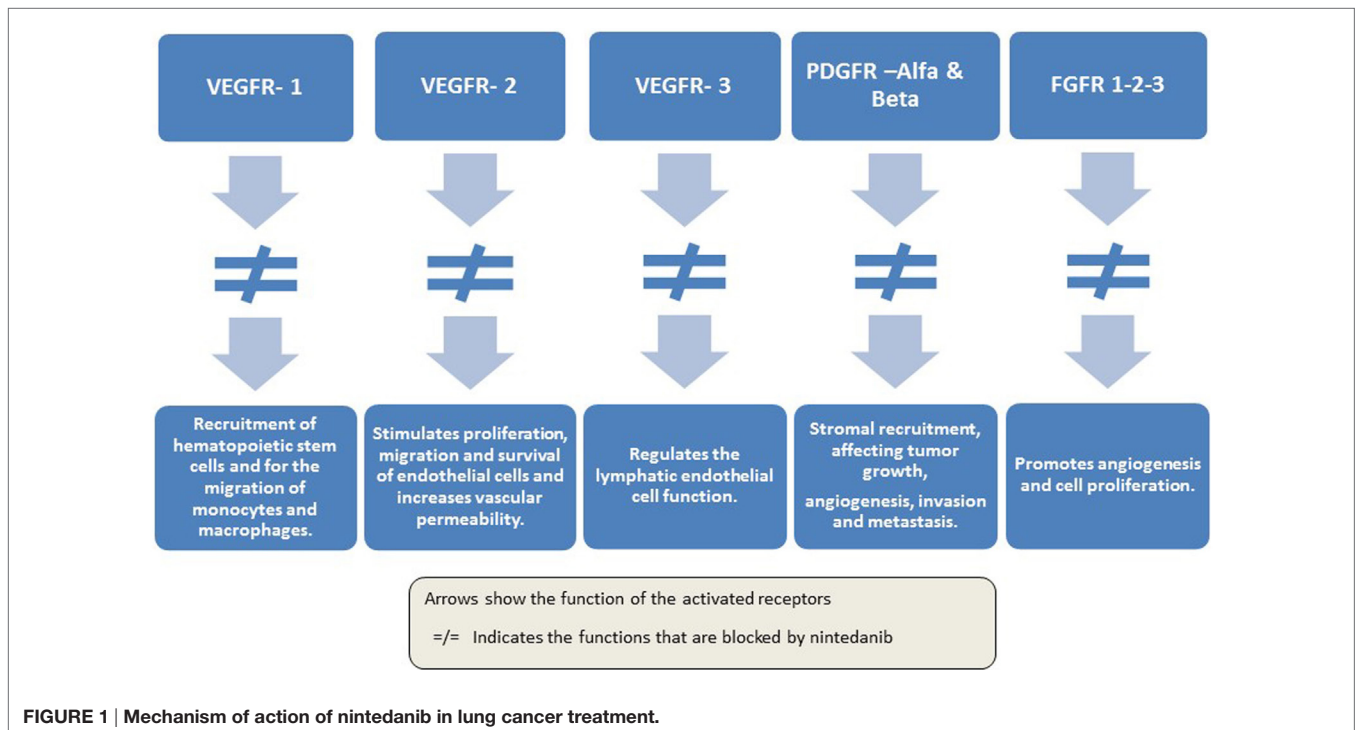 VEGFR- 1
VEGFR- 2
VEGFR- 3
PDGFR –Alfa &
Beta
FGFR 1-2-3
Recruitment of
hematopoietic stem
cells and for the
migration of
monocytes and
macrophages.
Stimulates proliferation,
migration and survival
of endothelial cells and
increases vascular
permeability.
Regulates the
lymphatic endothelial
cell function.
Stromal recruitment,
affecting tumor
growth,
angiogenesis, invasion
and metastasis.
Promotes angiogenesis
and cell proliferation.
Arrows show the function of the activated receptors
=/= Indicates the functions that are blocked by nintedanib
FIGURE 1 | Mechanism of action of nintedanib in lung cancer treatment.